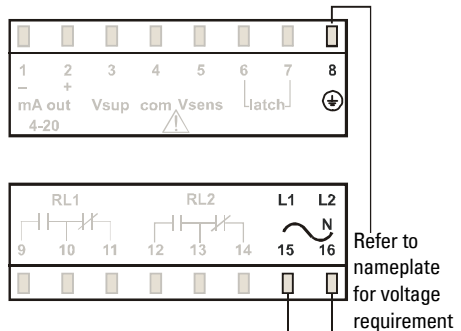 1 2 3 4 5 6 7 8
– +
mA out Vsup com Vsens latch
4-20
RL1 RL2 L1 L2
N
9 10 11 12 13 14 15 16
Refer to
nameplate
for voltage
requirement